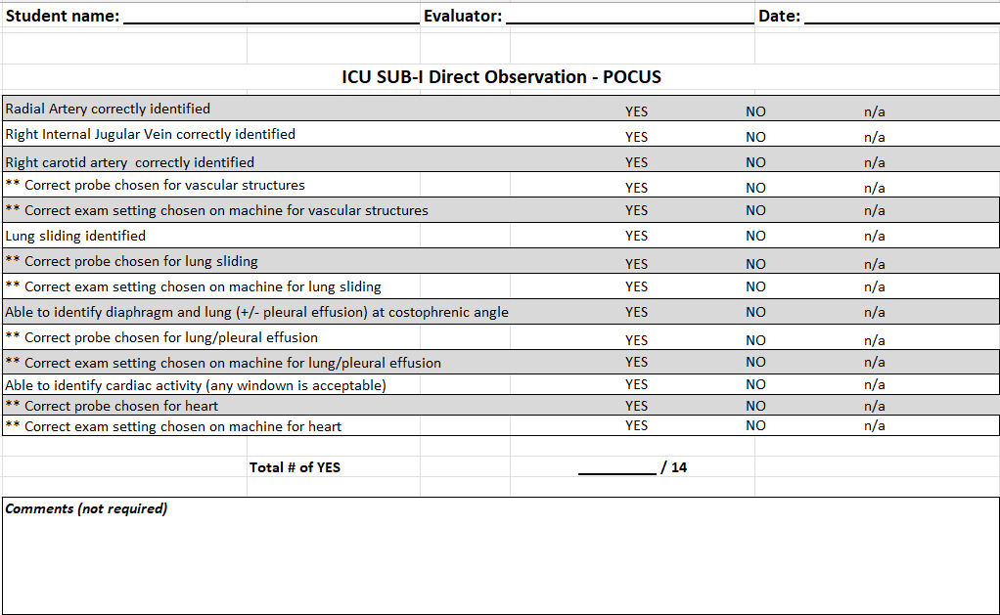 Student name: ____________________ Evaluator: ____________________ Date: ____________________
ICU SUB-I Direct Observation - POCUS
Radial Artery correctly identified YES NO n/a
Right Internal Jugular Vein correctly identified YES NO n/a
Right carotid artery  correctly identified YES NO n/a
** Correct probe chosen for vascular structures YES NO n/a
** Correct exam setting chosen on machine for vascular structures YES NO n/a
Lung sliding identified YES NO n/a
** Correct probe chosen for lung sliding YES NO n/a
** Correct exam setting chosen on machine for lung sliding YES NO n/a
Able to identify diaphragm and lung (+/- pleural effusion) at costophrenic angle YES NO n/a
** Correct probe chosen for lung/pleural effusion YES NO n/a
** Correct exam setting chosen on machine for lung/pleural effusion YES NO n/a
Able to identify cardiac activity (any windown is acceptable) YES NO n/a
** Correct probe chosen for heart YES NO n/a
** Correct exam setting chosen on machine for heart YES NO n/a
Total # of YES __________ / 14
Comments (not required)